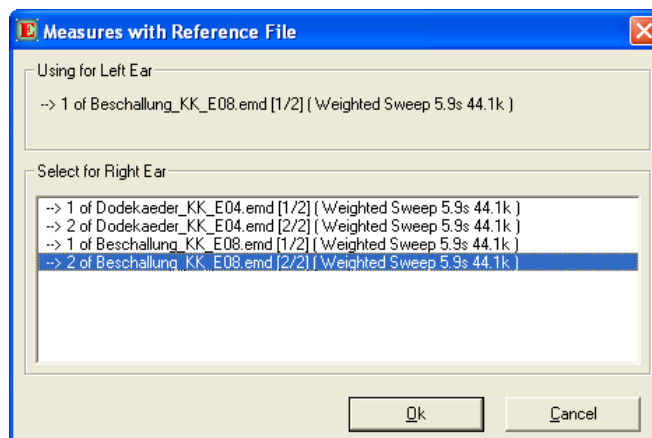 E Measures with Reference File
Using for Left Ear
--> 1 of Beschallung_KK_E08.emd [1/2] ( Weighted Sweep 5.9s 44.1k )
Select for Right Ear
--> 1 of Dodekaeder_KK_E04.emd [1/2] ( Weighted Sweep 5.9s 44.1k )
--> 2 of Dodekaeder_KK_E04.emd [2/2] ( Weighted Sweep 5.9s 44.1k )
--> 1 of Beschallung_KK_E08.emd [1/2] ( Weighted Sweep 5.9s 44.1k )
--> 2 of Beschallung_KK_E08.emd [2/2] ( Weighted Sweep 5.9s 44.1k )
Ok Cancel